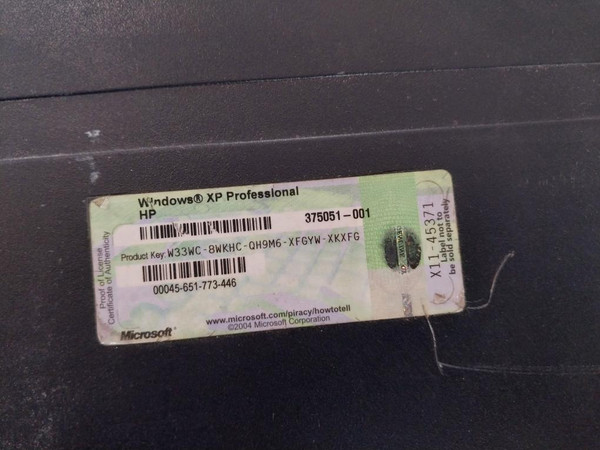 Windows® XP Professional
HP
375051-001
Product Key: W33WC-8WKHC-QH9M6-XFGYW-XKXFG
00045-651-773-446
www.microsoft.com/piracy/howtotell
©2004 Microsoft Corporation
Microsoft®
Proof of License
Certificate of Authenticity
X11-45371
Label not to
be sold separately